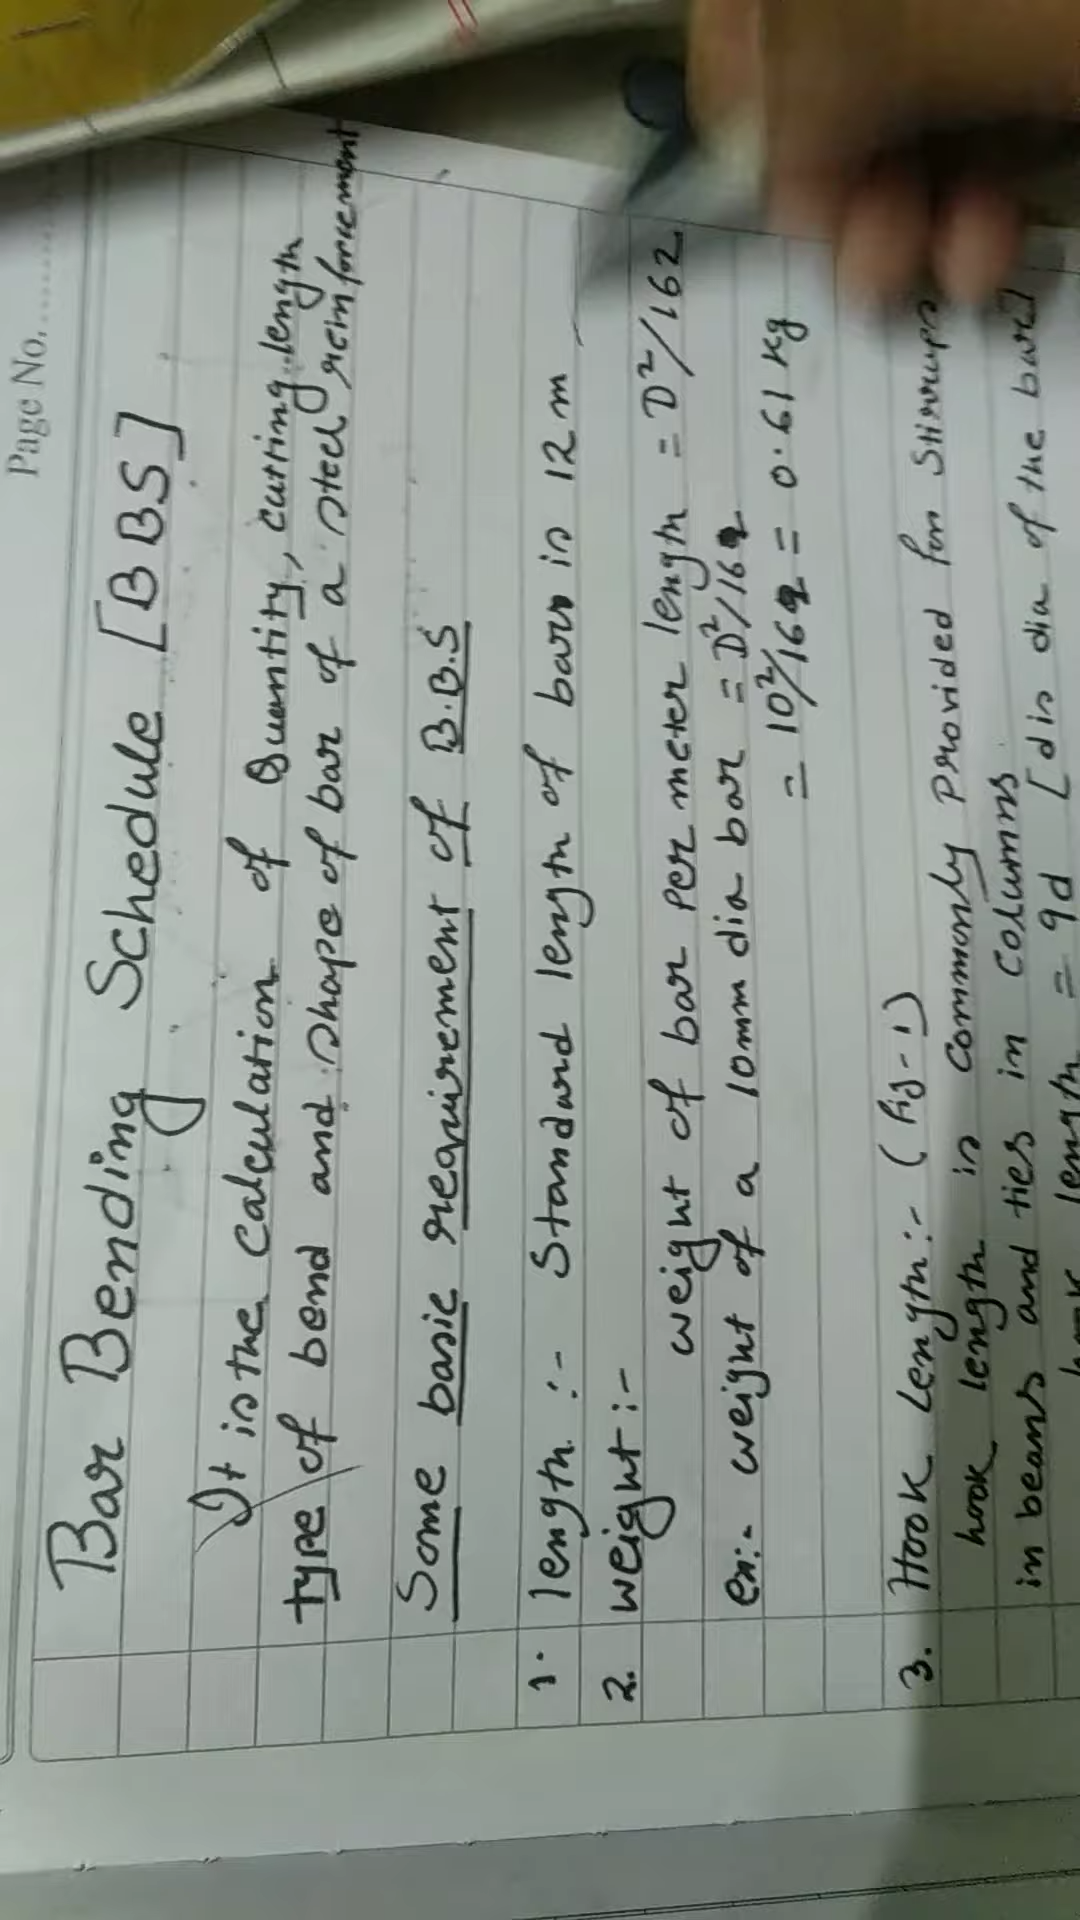 Page No. ........
Bar Bending Schedule [BBS]
It is the calculation of Quantity, cutting length
type of bend and shape of bar of a steel reinforcement
Some basic requirement of B.B.S
1. length :- Standard length of bars is 12 m
2. weight :-
weight of bar per meter length = D²/162
ex:- weight of a 10mm dia bar = D²/162
= 10²/162 = 0.61 kg
3. Hook Length :- (fig-1)
hook length is commonly provided for stirrups
in beams and ties in columns
hook length = 9d [d is dia of the bar]